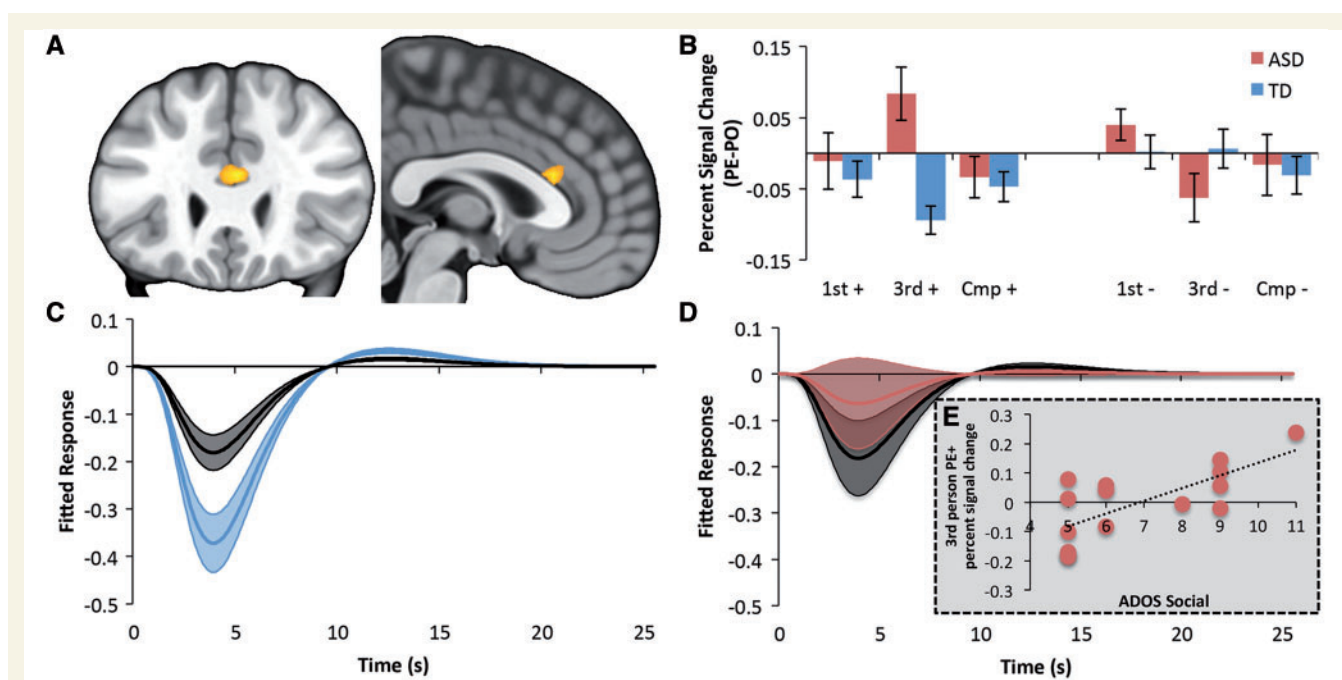 A
B
0.15
0.05
-0.05
-0.15
Percent Signal Change
(PE-PO)
ASD
TD
1st +
3rd +
Cmp +
1st -
3rd -
Cmp -
C
0.1
0
-0.1
-0.2
-0.3
-0.4
-0.5
Fitted Response
0
5
10
15
20
25
Time (s)
D
0.1
0
-0.1
-0.2
-0.3
-0.4
-0.5
Fitted Repsonse
0
5
10
15
20
25
Time (s)
E
0.3
0.2
0.1
0
-0.1
-0.2
-0.3
3rd person PE+
percent signal change
4
5
6
7
8
9
10
11
ADOS Social